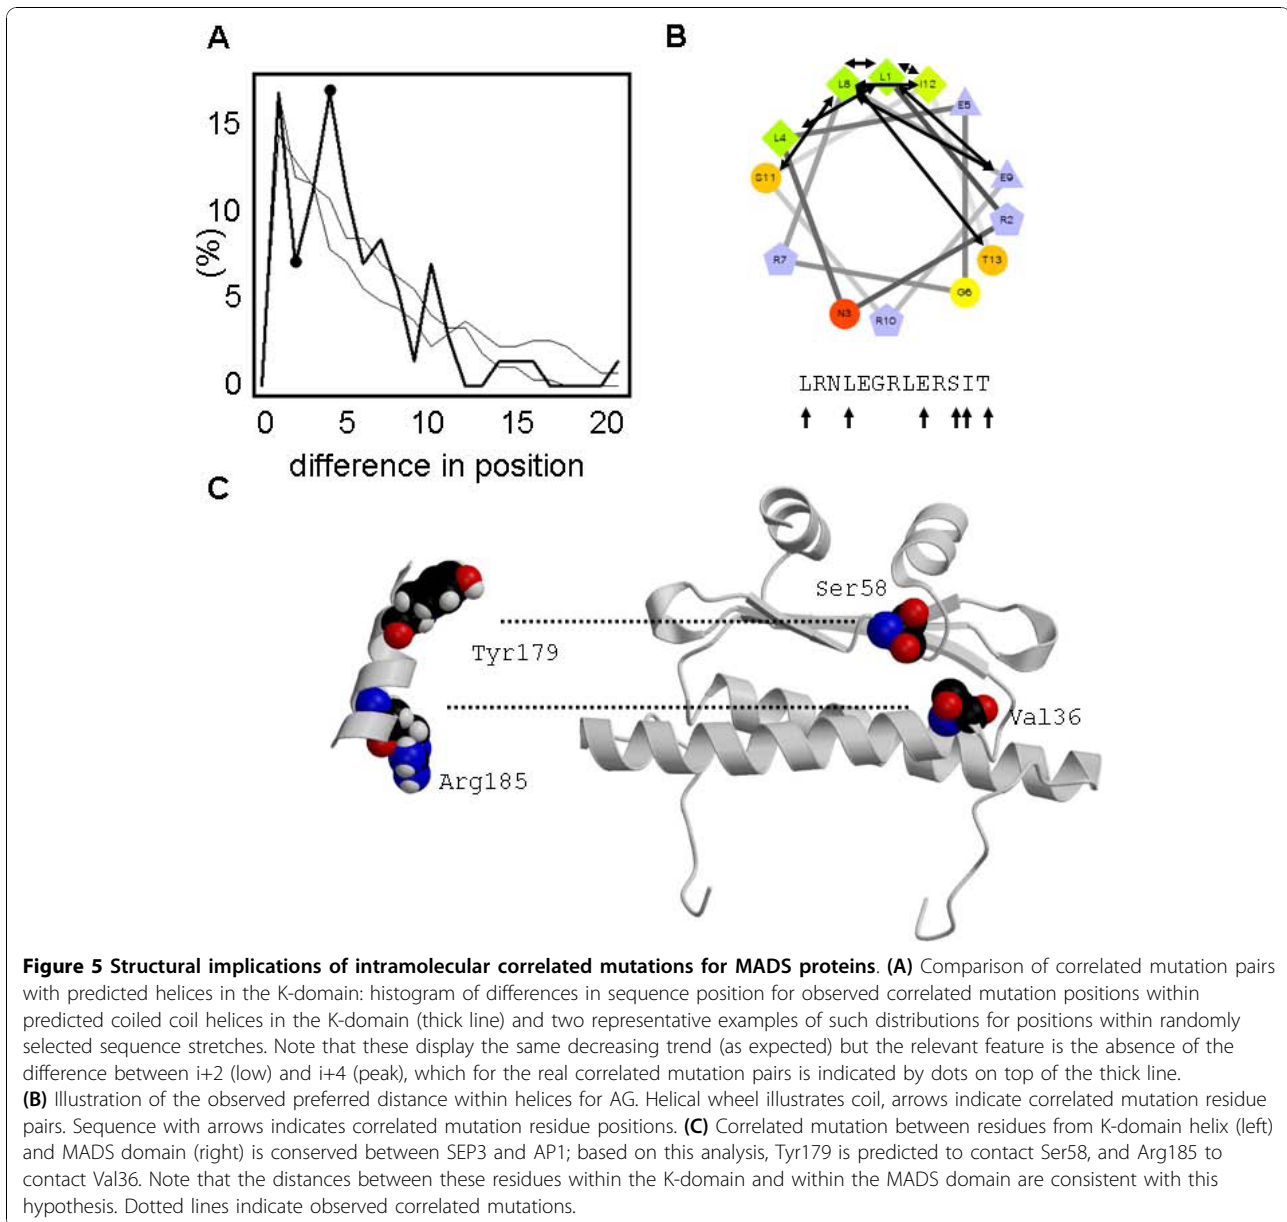 A
B
15
10
5
0
(%)
0 5 10 15 20
difference in position
L8 L1 I12
E5
L4
S11
E9
R2
R7
T13
G6
N3
R10
LRNLEGRLERSIT
C
Ser58
Tyr179
Val36
Arg185
Figure 5 Structural implications of intramolecular correlated mutations for MADS proteins. (A) Comparison of correlated mutation pairs
with predicted helices in the K-domain: histogram of differences in sequence position for observed correlated mutation positions within
predicted coiled coil helices in the K-domain (thick line) and two representative examples of such distributions for positions within randomly
selected sequence stretches. Note that these display the same decreasing trend (as expected) but the relevant feature is the absence of the
difference between i+2 (low) and i+4 (peak), which for the real correlated mutation pairs is indicated by dots on top of the thick line.
(B) Illustration of the observed preferred distance within helices for AG. Helical wheel illustrates coil, arrows indicate correlated mutation residue
pairs. Sequence with arrows indicates correlated mutation residue positions. (C) Correlated mutation between residues from K-domain helix (left)
and MADS domain (right) is conserved between SEP3 and AP1; based on this analysis, Tyr179 is predicted to contact Ser58, and Arg185 to
contact Val36. Note that the distances between these residues within the K-domain and within the MADS domain are consistent with this
hypothesis. Dotted lines indicate observed correlated mutations.